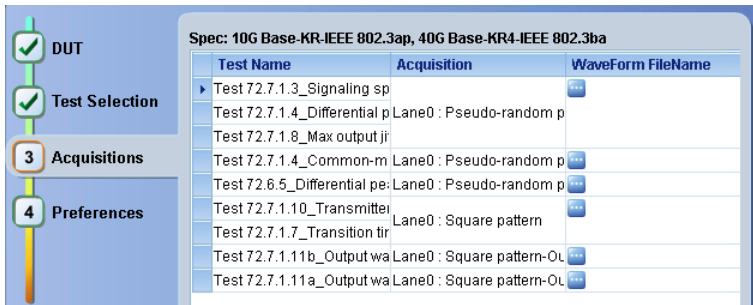 DUT
Test Selection
3 Acquisitions
4 Preferences
Spec: 10G Base-KR-IEEE 802.3ap, 40G Base-KR4-IEEE 802.3ba
Test Name Acquisition WaveForm FileName
Test 72.7.1.3_Signaling sp
Test 72.7.1.4_Differential p Lane0 : Pseudo-random p
Test 72.7.1.8_Max output ji
Test 72.7.1.4_Common-m Lane0 : Pseudo-random p
Test 72.6.5_Differential pe Lane0 : Pseudo-random p
Test 72.7.1.10_Transmitte
Lane0 : Square pattern
Test 72.7.1.7_Transition tir
Test 72.7.1.11b_Output wa Lane0 : Square pattern-Ou
Test 72.7.1.11a_Output wa Lane0 : Square pattern-Ou